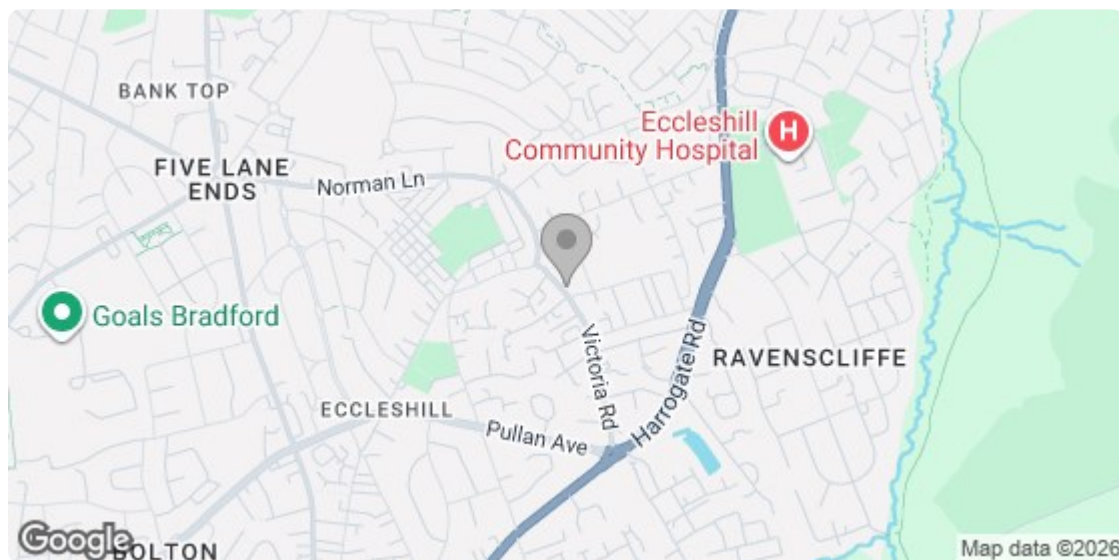 BANK TOP
FIVE LANE
ENDS
Norman Ln
Eccleshill
Community Hospital
H
Goals Bradford
Victoria Rd
Harrogate Rd
RAVENSCLIFFE
ECCLESHILL
Pullan Ave
Google
BOLTON
Map data ©2026